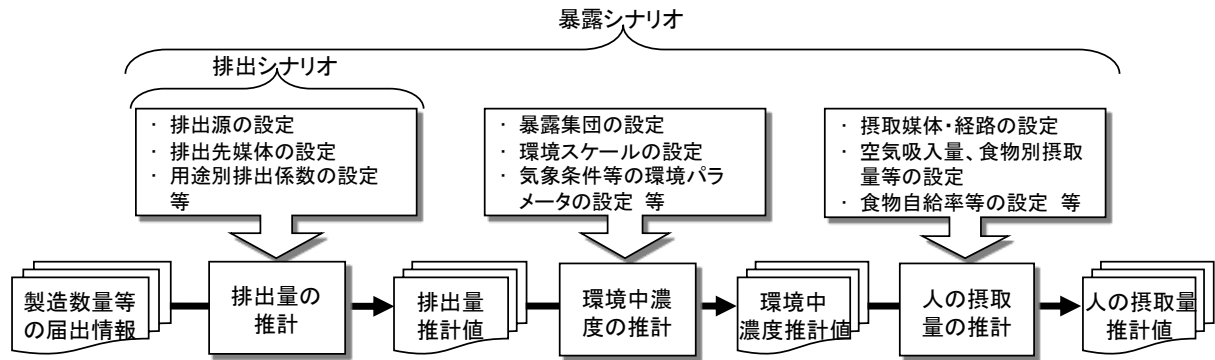 暴露シナリオ
排出シナリオ
・ 排出源の設定
・ 排出先媒体の設定
・ 用途別排出係数の設定
等
・ 暴露集団の設定
・ 環境スケールの設定
・ 気象条件等の環境パラ
メータの設定 等
・ 摂取媒体・経路の設定
・ 空気吸入量、食物別摂取
量等の設定
・ 食物自給率等の設定 等
製造数量等
の届出情報
排出量の
推計
排出量
推計値
環境中濃
度の推計
環境中
濃度推計値
人の摂取
量の推計
人の摂取量
推計値